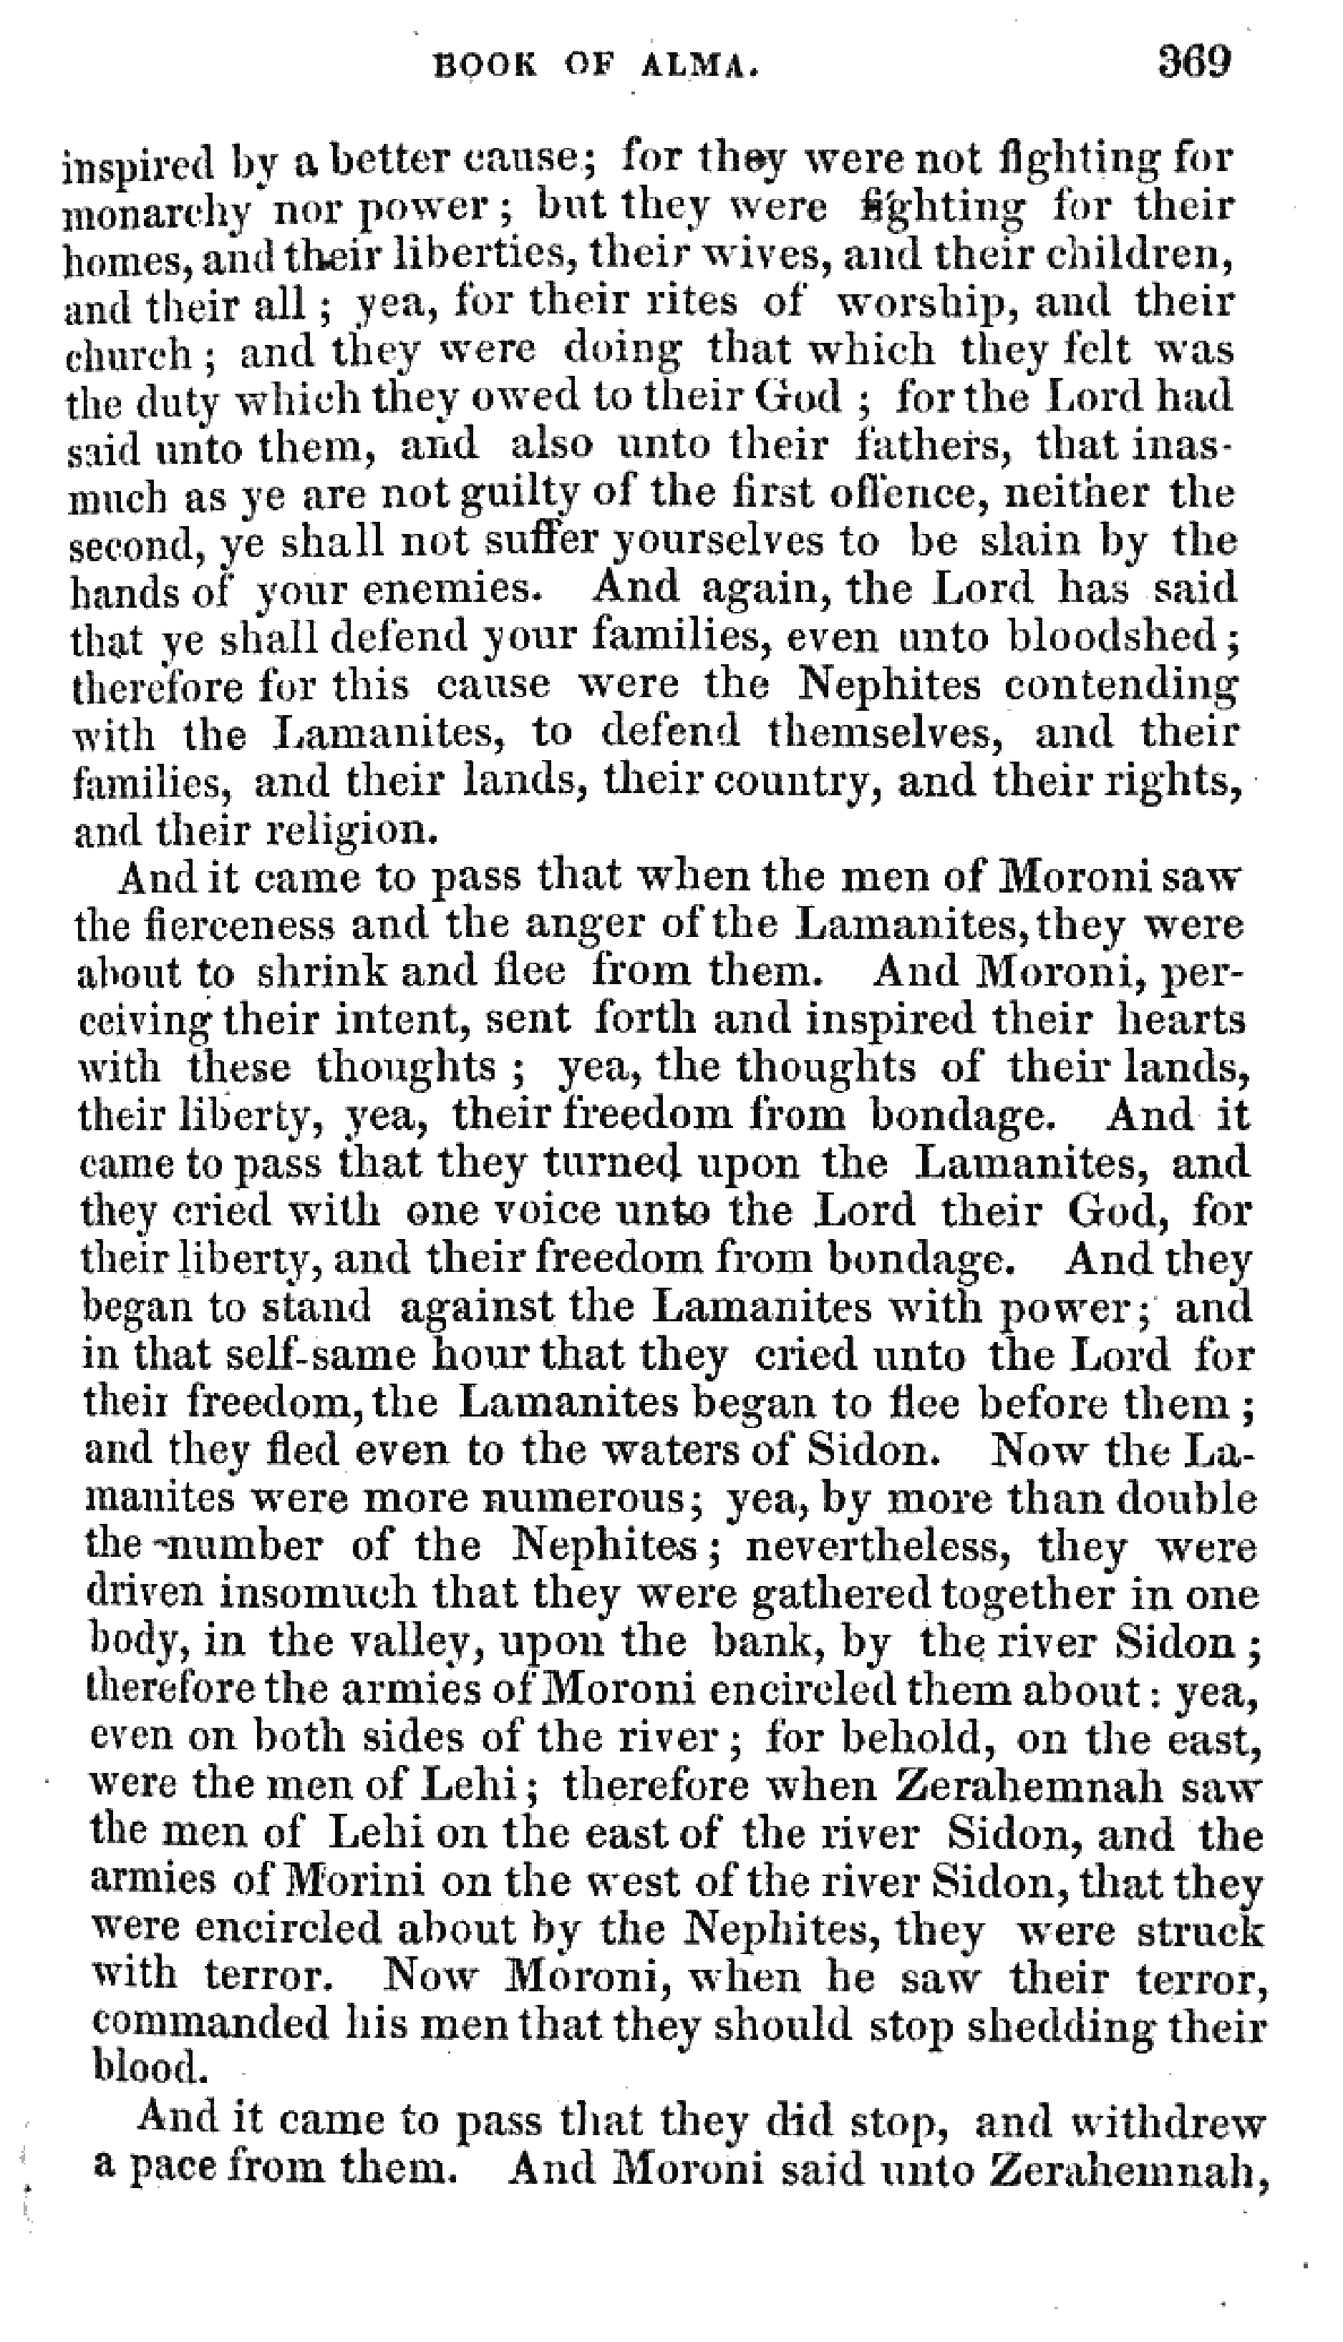 BOOK OF ALMA. 369
inspired by a better cause; for they were not fighting for
monarchy nor power; but they were fighting for their
homes, and their liberties, their wives, and their children,
and their all; yea, for their rites of worship, and their
church; and they were doing that which they felt was
the duty which they owed to their God; for the Lord had
said unto them, and also unto their fathers, that inas-
much as ye are not guilty of the first offence, neither the
second, ye shall not suffer yourselves to be slain by the
hands of your enemies. And again, the Lord has said
that ye shall defend your families, even unto bloodshed;
therefore for this cause were the Nephites contending
with the Lamanites, to defend themselves, and their
families, and their lands, their country, and their rights,
and their religion.
And it came to pass that when the men of Moroni saw
the fierceness and the anger of the Lamanites, they were
about to shrink and flee from them. And Moroni, per-
ceiving their intent, sent forth and inspired their hearts
with these thoughts; yea, the thoughts of their lands,
their liberty, yea, their freedom from bondage. And it
came to pass that they turned upon the Lamanites, and
they cried with one voice unto the Lord their God, for
their liberty, and their freedom from bondage. And they
began to stand against the Lamanites with power; and
in that self-same hour that they cried unto the Lord for
their freedom, the Lamanites began to flee before them;
and they fled even to the waters of Sidon. Now the La-
manites were more numerous; yea, by more than double
the number of the Nephites; nevertheless, they were
driven insomuch that they were gathered together in one
body, in the valley, upon the bank, by the river Sidon;
therefore the armies of Moroni encircled them about: yea,
even on both sides of the river; for behold, on the east,
were the men of Lehi; therefore when Zerahemnah saw
the men of Lehi on the east of the river Sidon, and the
armies of Morini on the west of the river Sidon, that they
were encircled about by the Nephites, they were struck
with terror. Now Moroni, when he saw their terror,
commanded his men that they should stop shedding their
blood.
And it came to pass that they did stop, and withdrew
a pace from them. And Moroni said unto Zerahemnah,